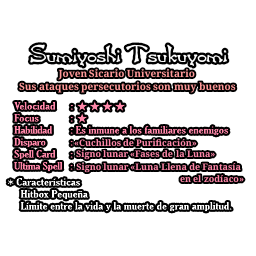 Sumiyoshi Tsukuyomi
Joven Sicario Universitario
Sus ataques persecutorios son muy buenos
Velocidad : ★★★★
Focus : ★
Habilidad : Es inmune a los familiares enemigos
Disparo : «Cuchillos de Purificación»
Spell Card : Signo lunar «Fases de la Luna»
Ultima Spell : Signo lunar «Luna Llena de Fantasía
en el zodiaco»
* Características
Hitbox Pequeña
Limite entre la vida y la muerte de gran amplitud.